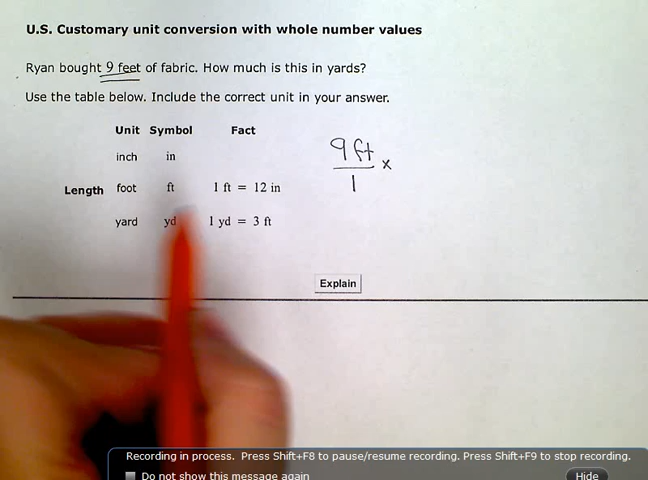 U.S. Customary unit conversion with whole number values
Ryan bought 9 feet of fabric. How much is this in yards?
Use the table below. Include the correct unit in your answer.
Unit Symbol Fact
inch in
Length foot ft 1 ft = 12 in
yard yd 1 yd = 3 ft
9ft x
1
Explain
Recording in process. Press Shift+F8 to pause/resume recording. Press Shift+F9 to stop recording.
Do not show this message again
Hide